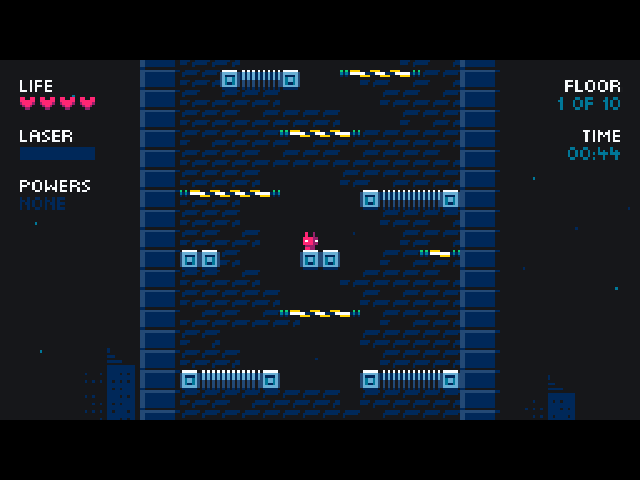 LIFE
LASER
POWERS
NONE
FLOOR
1 OF 10
TIME
00:44